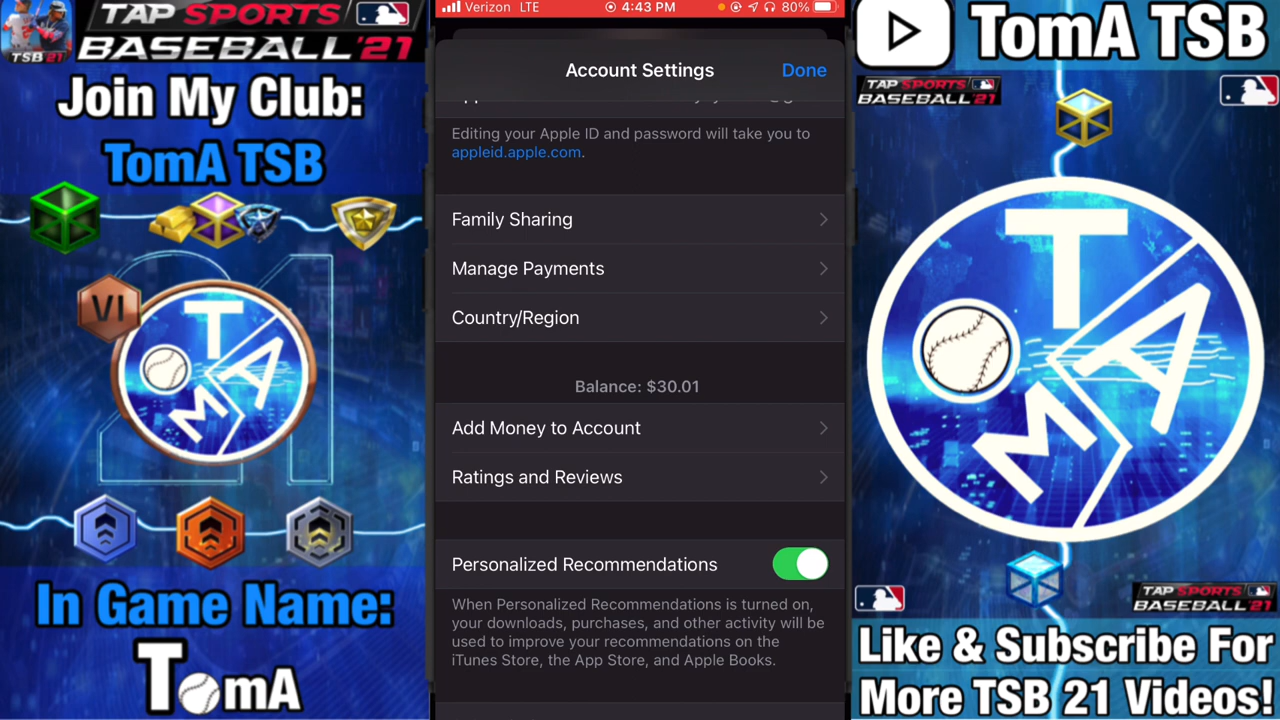 TAP SPORTS
BASEBALL '21
TSB'21
Join My Club:
TomA TSB
VI
T
M
A
In Game Name:
TomA
Verizon LTE
4:43 PM
80%
Account Settings
Done
Editing your Apple ID and password will take you to
appleid.apple.com.
Family Sharing
Manage Payments
Country/Region
Balance: $30.01
Add Money to Account
Ratings and Reviews
Personalized Recommendations
When Personalized Recommendations is turned on,
your downloads, purchases, and other activity will be
used to improve your recommendations on the
iTunes Store, the App Store, and Apple Books.
TomA TSB
TAP SPORTS
BASEBALL '21
T
M
A
TAP SPORTS
BASEBALL '21
Like & Subscribe For
More TSB 21 Videos!